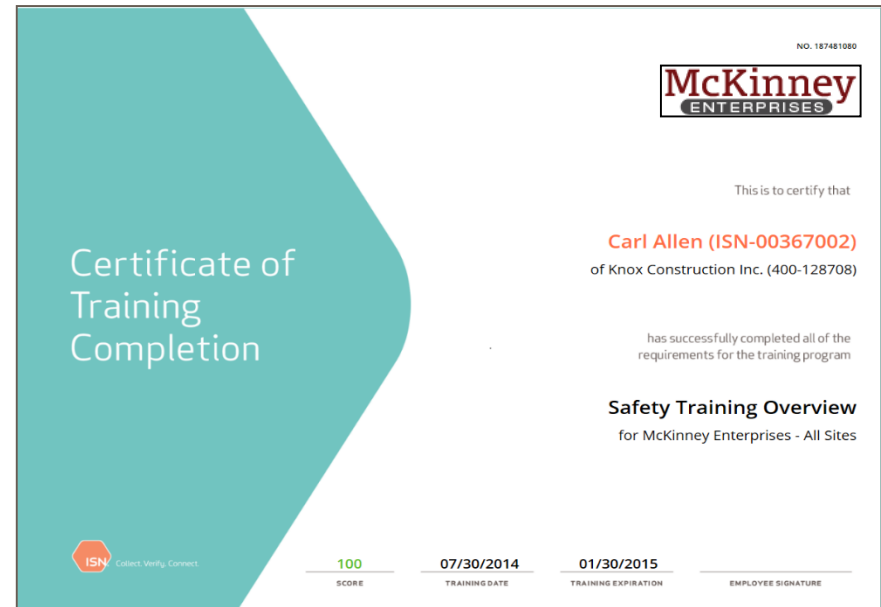 NO. 187481080
McKinney
ENTERPRISES
This is to certify that
Carl Allen (ISN-00367002)
of Knox Construction Inc. (400-128708)
Certificate of
Training
Completion
has successfully completed all of the
requirements for the training program
Safety Training Overview
for McKinney Enterprises - All Sites
ISN Collect. Verify. Connect.
100 07/30/2014 01/30/2015
SCORE TRAINING DATE TRAINING EXPIRATION EMPLOYEE SIGNATURE